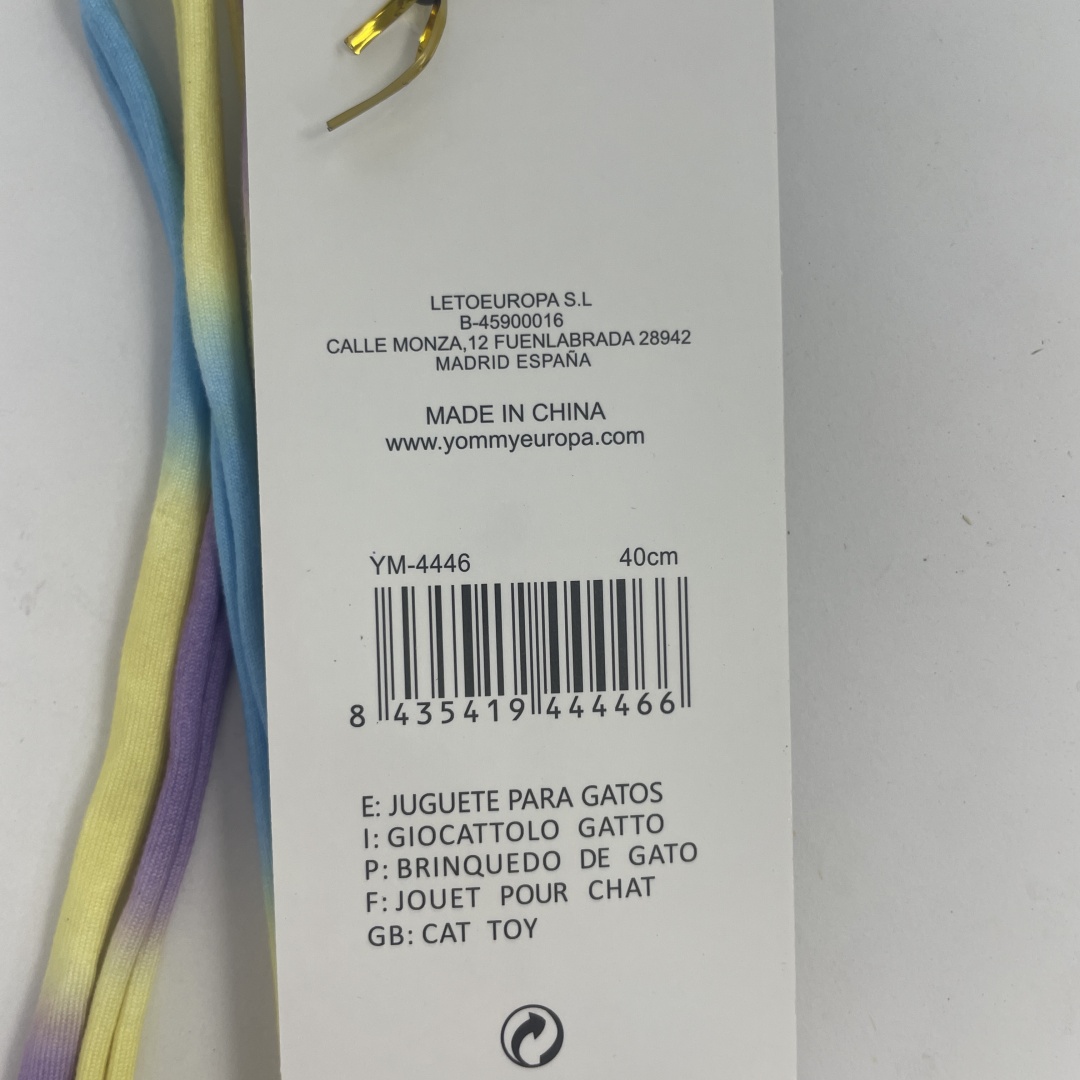 LETOEUROPA S.L
B-45900016
CALLE MONZA,12 FUENLABRADA 28942
MADRID ESPAÑA
MADE IN CHINA
www.yommyeuropa.com
YM-4446 40cm
8 435419 444466
E: JUGUETE PARA GATOS
I: GIOCATTOLO GATTO
P: BRINQUEDO DE GATO
F: JOUET POUR CHAT
GB: CAT TOY